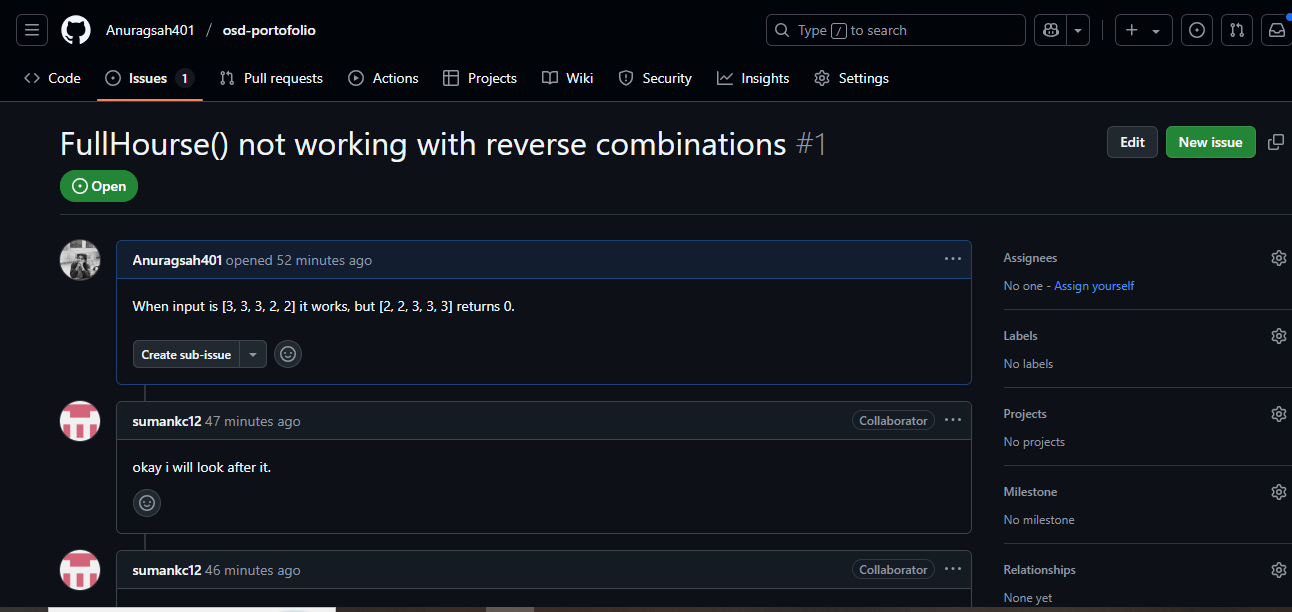 Anuragsah401 / osd-portofolio
Type / to search
Code
Issues 1
Pull requests
Actions
Projects
Wiki
Security
Insights
Settings
FullHourse() not working with reverse combinations #1
Edit
New issue
Open
Anuragsah401 opened 52 minutes ago
When input is [3, 3, 3, 2, 2] it works, but [2, 2, 3, 3, 3] returns 0.
Create sub-issue
sumankc12 47 minutes ago
Collaborator
okay i will look after it.
sumankc12 46 minutes ago
Collaborator
Assignees
No one - Assign yourself
Labels
No labels
Projects
No projects
Milestone
No milestone
Relationships
None yet